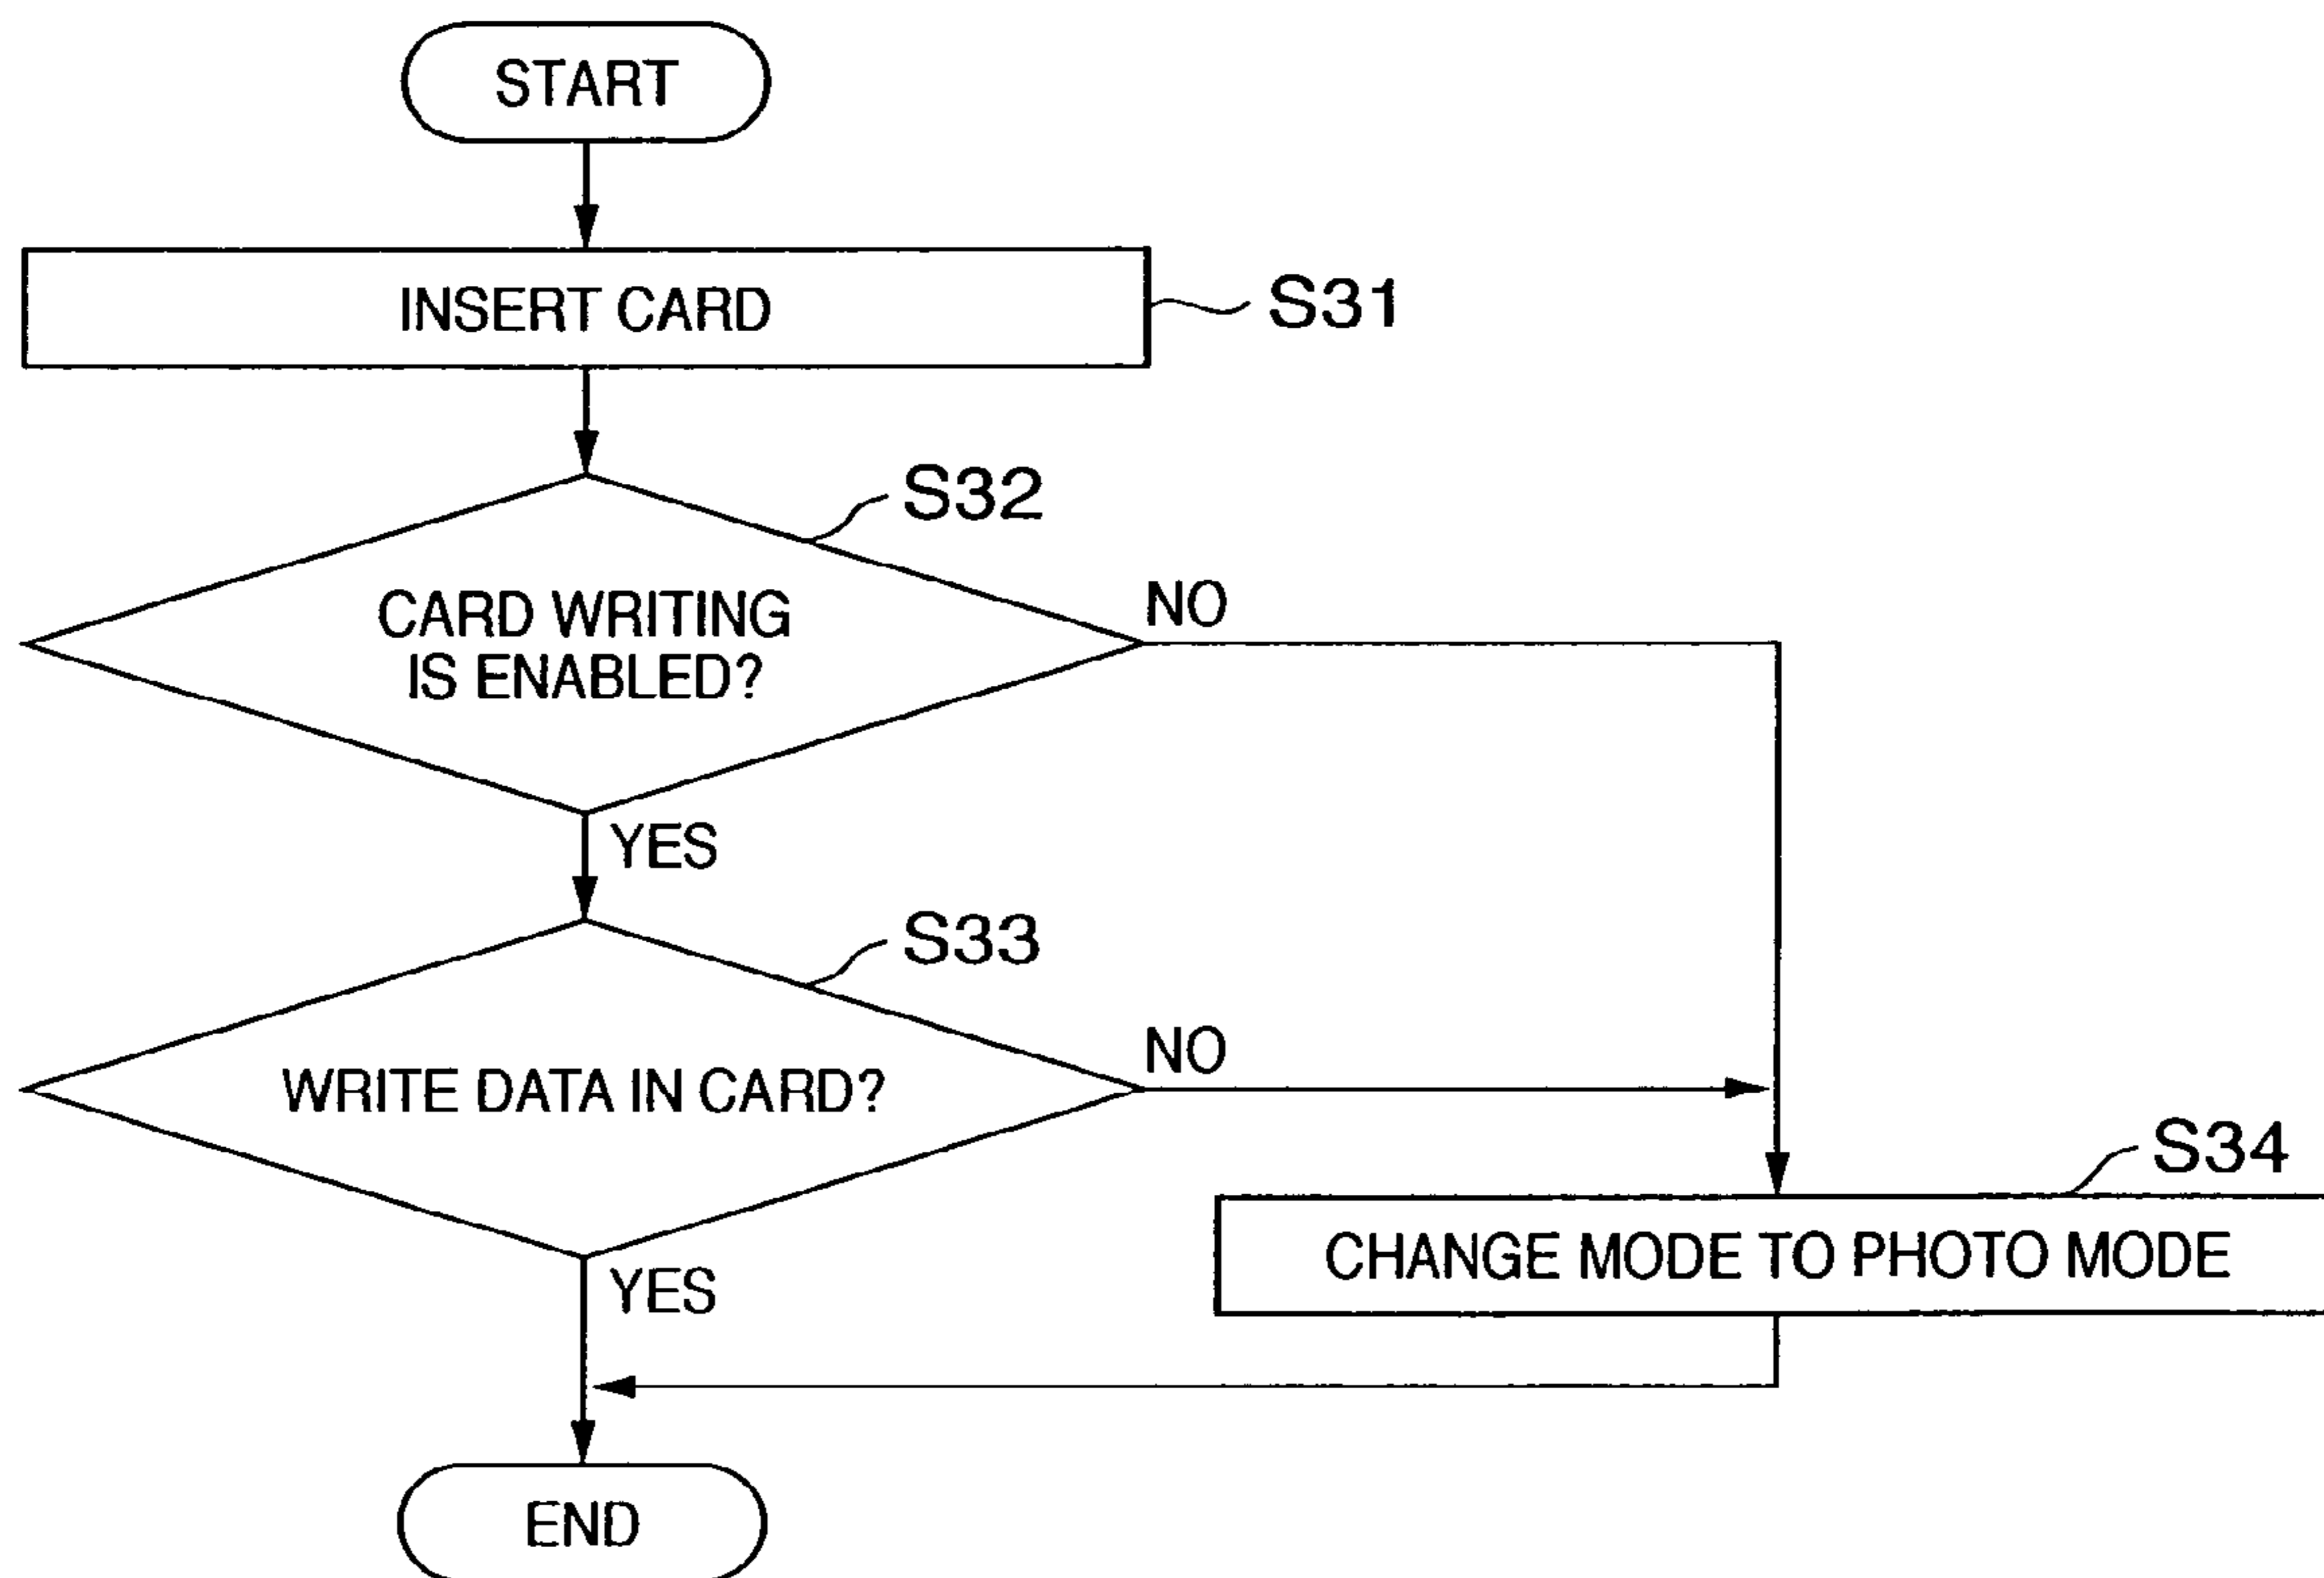 START
INSERT CARD
S31
S32
CARD WRITING
IS ENABLED?
NO
YES
S33
WRITE DATA IN CARD?
NO
S34
CHANGE MODE TO PHOTO MODE
YES
END